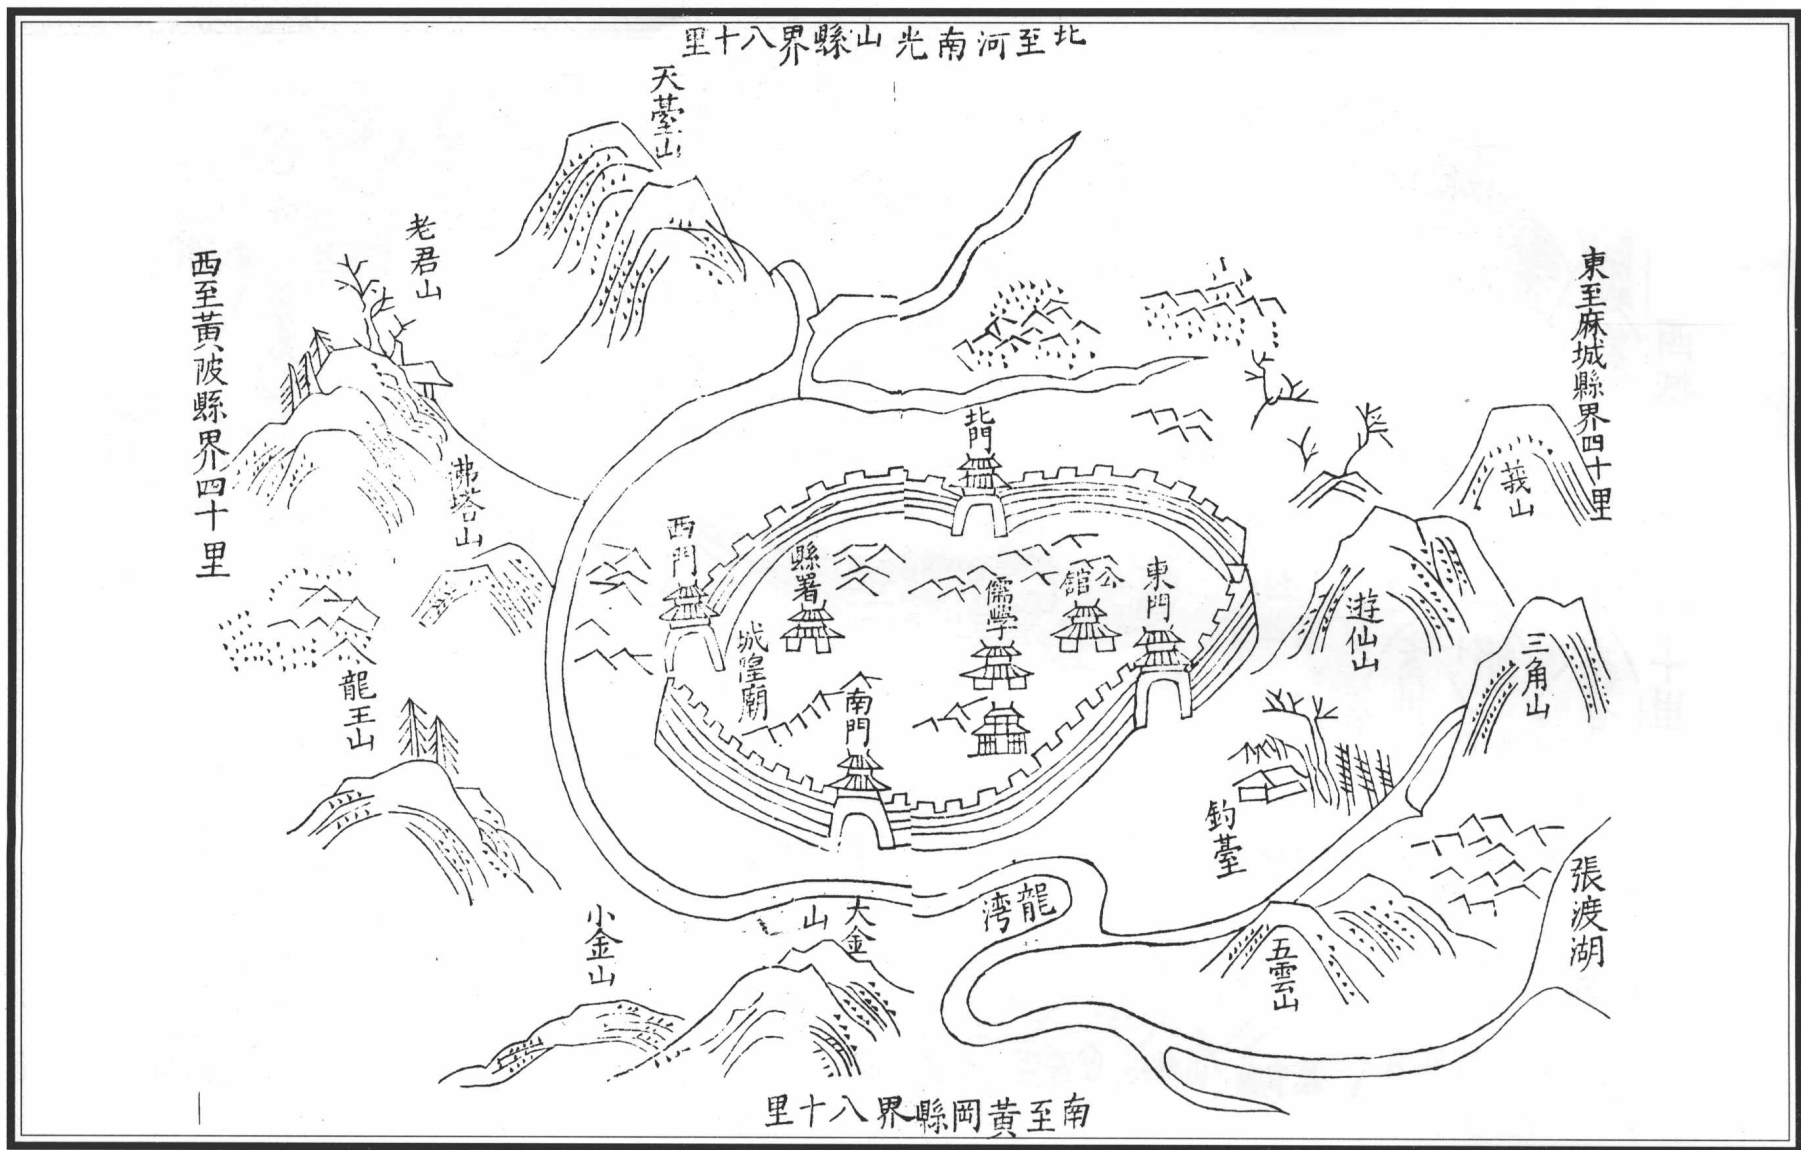 北至河南光山縣界八十里
天臺山
老君山
西至黃陂縣界四十里
東至麻城縣界四十里
北門
莪山
弗塔山
西門
縣署
儒學
公館
東門
遊仙山
三角山
城隍廟
南門
龍王山
釣臺
張渡湖
龍湾
大金山
小金山
五雲山
南至黃岡縣界八十里